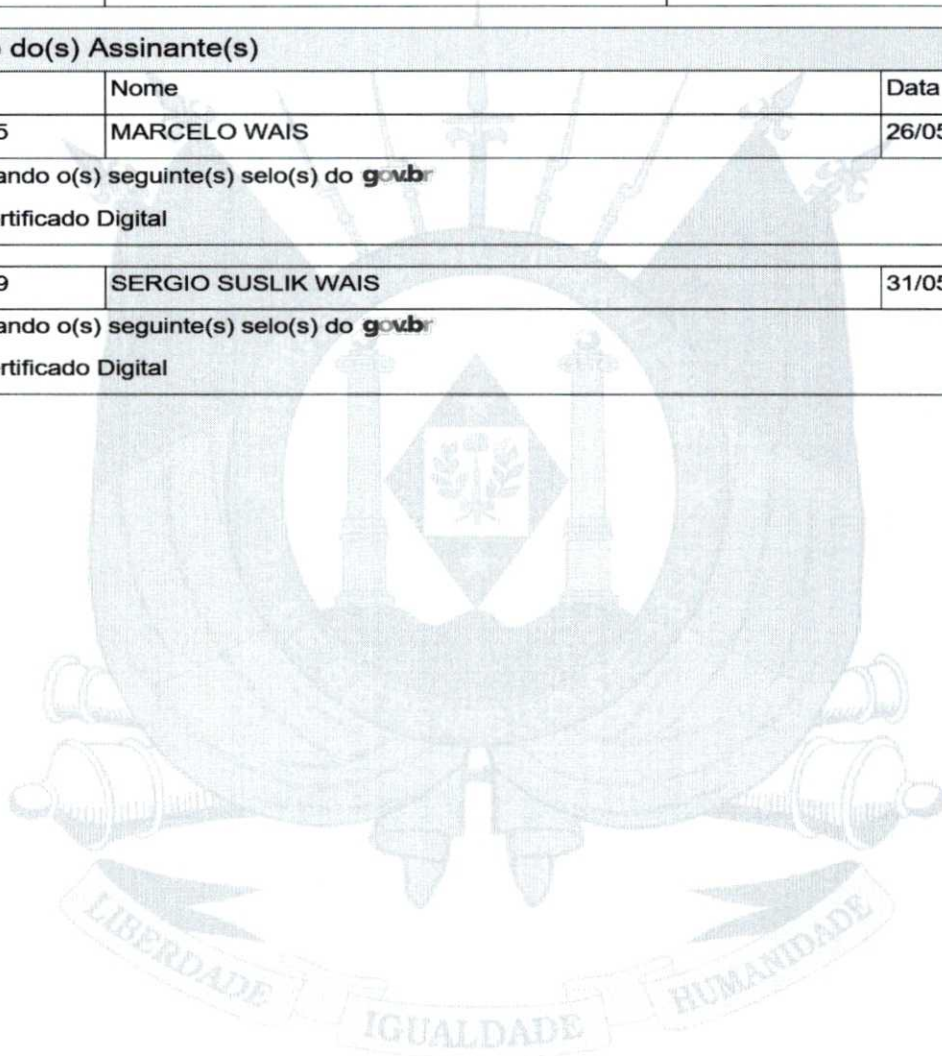 do(s) Assinante(s)
Nome Data
5 MARCELO WAIS 26/05
ando o(s) seguinte(s) selo(s) do gov.br
rtificado Digital
9 SERGIO SUSLIK WAIS 31/05
ando o(s) seguinte(s) selo(s) do gov.br
rtificado Digital
LIBERDADE IGUALDADE HUMANIDADE